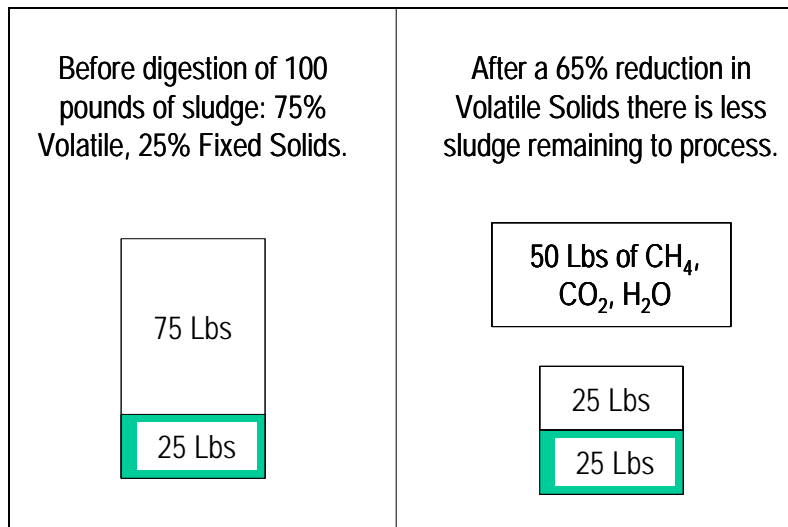 Before digestion of 100
pounds of sludge: 75%
Volatile, 25% Fixed Solids.
75 Lbs
25 Lbs
After a 65% reduction in
Volatile Solids there is less
sludge remaining to process.
50 Lbs of CH₄,
CO₂, H₂O
25 Lbs
25 Lbs